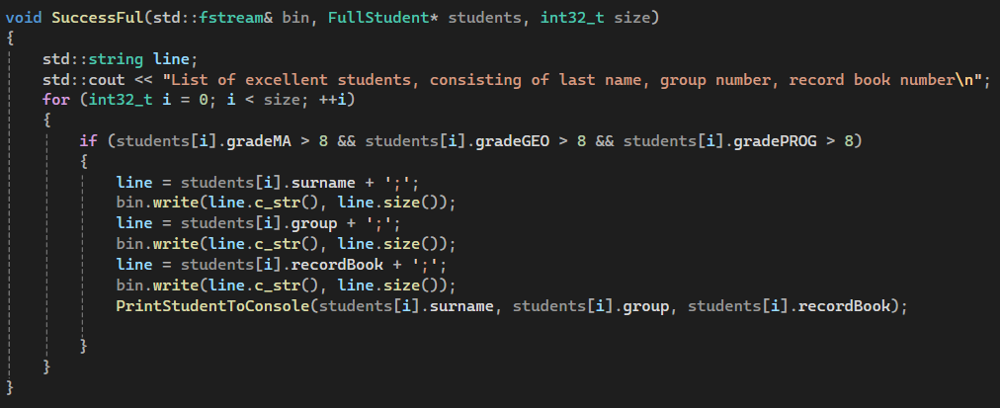 void SuccessFul(std::fstream& bin, FullStudent* students, int32_t size)
{
    std::string line;
    std::cout << "List of excellent students, consisting of last name, group number, record book number\n";
    for (int32_t i = 0; i < size; ++i)
    {
        if (students[i].gradeMA > 8 && students[i].gradeGEO > 8 && students[i].gradePROG > 8)
        {
            line = students[i].surname + ';';
            bin.write(line.c_str(), line.size());
            line = students[i].group + ';';
            bin.write(line.c_str(), line.size());
            line = students[i].recordBook + ';';
            bin.write(line.c_str(), line.size());
            PrintStudentToConsole(students[i].surname, students[i].group, students[i].recordBook);
        }
    }
}